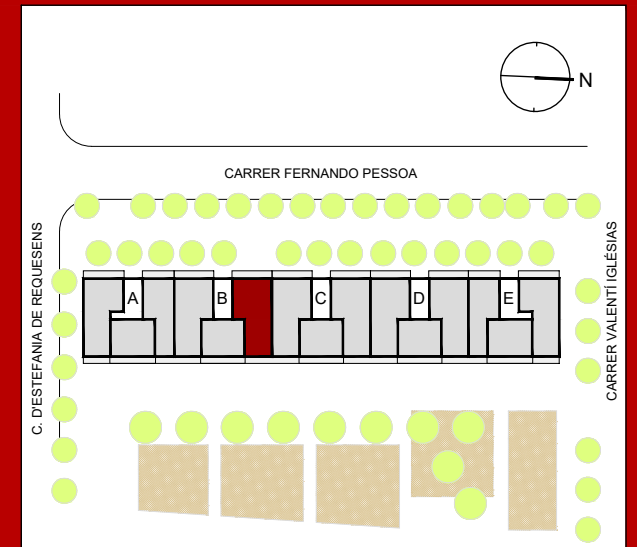 N
CARRER FERNANDO PESSOA
C. D'ESTEFANIA DE REQUESENS
A
B
C
D
E
CARRER VALENTÍ IGLÉSIAS